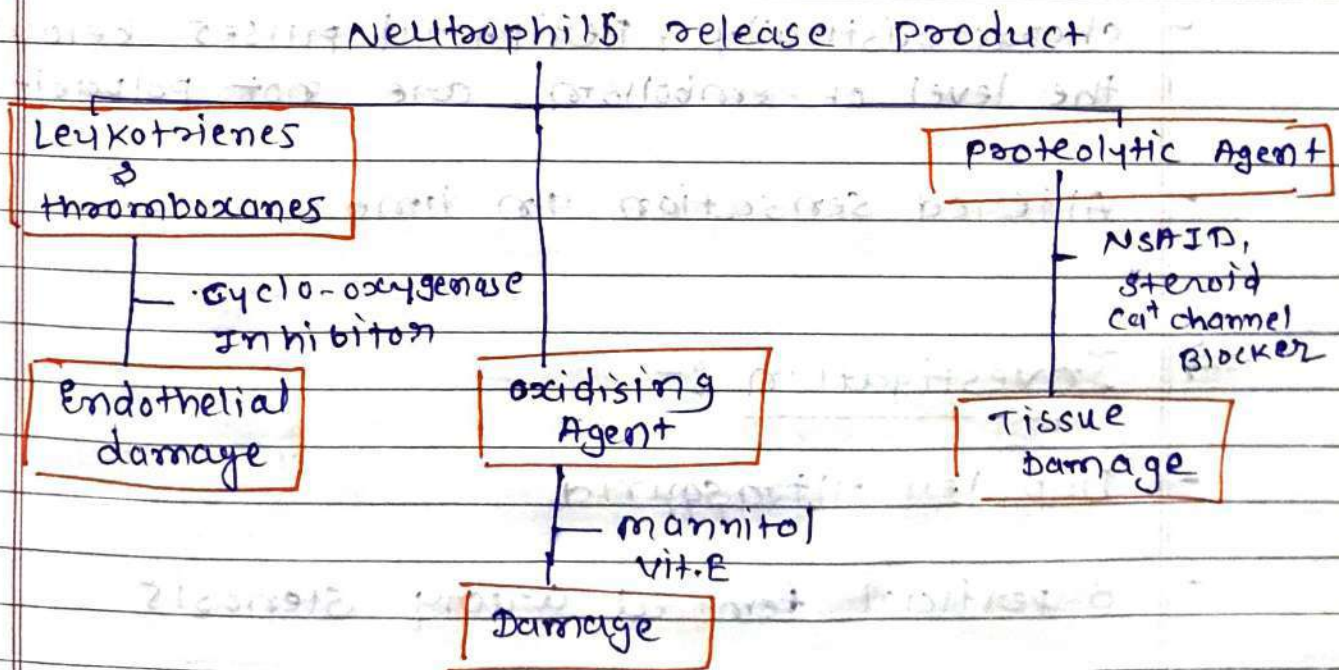 Neutrophils release product
Leukotrienes
&
thromboxanes
Proteolytic Agent
NSAID,
steroid
Ca⁺ channel
Blocker
Cyclo-oxygenase
Inhibitor
Endothelial
damage
oxidising
Agent
Tissue
Damage
mannitol
Vit.E
Damage